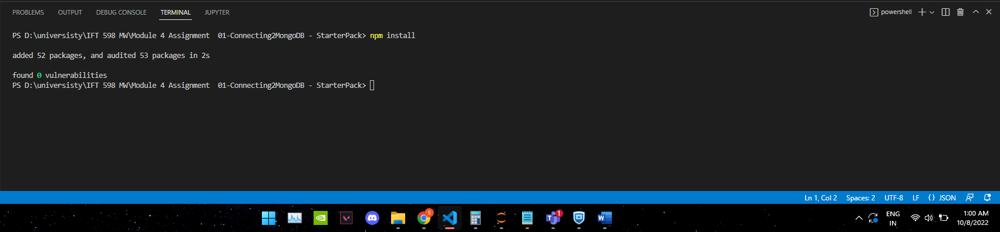 PROBLEMS OUTPUT DEBUG CONSOLE TERMINAL JUPYTER powershell
PS D:\universisty\IFT 598 MW\Module 4 Assignment  01-Connecting2MongoDB - StarterPack> npm install
added 52 packages, and audited 53 packages in 2s
found 0 vulnerabilities
PS D:\universisty\IFT 598 MW\Module 4 Assignment  01-Connecting2MongoDB - StarterPack>
Ln 1, Col 2 Spaces: 2 UTF-8 LF {} JSON
S 1 W ENG 1:00 AM
IN 10/8/2022